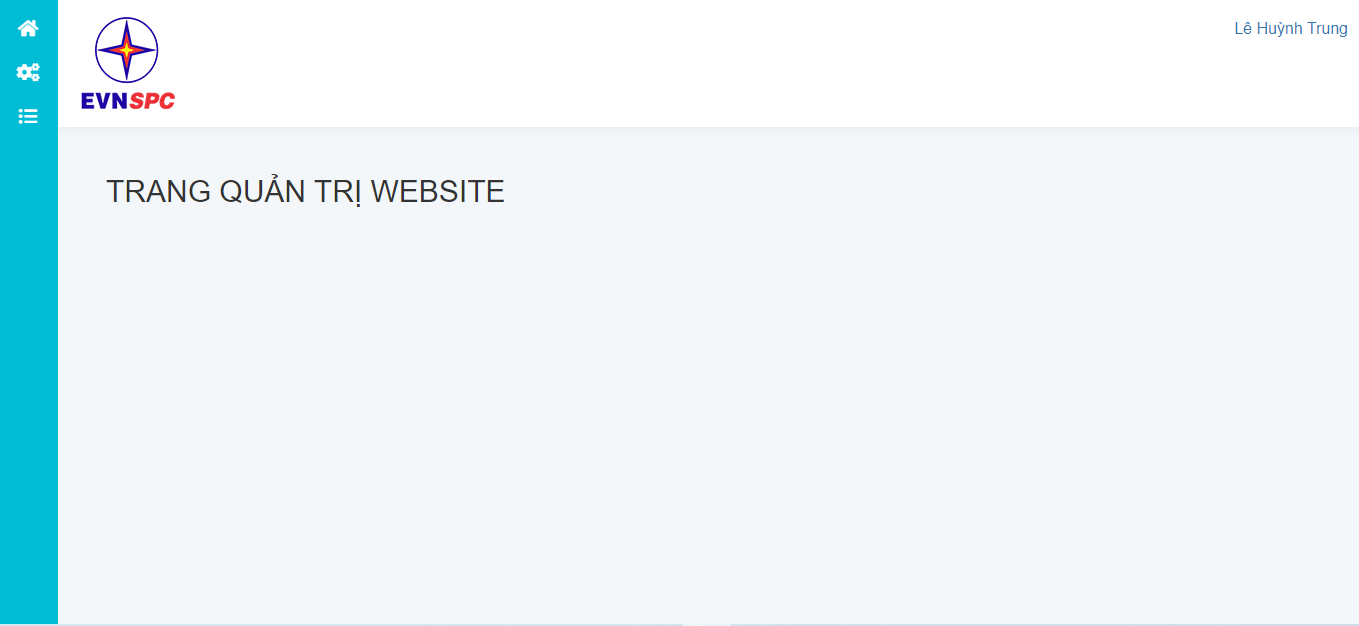 Lê Huỳnh Trung
EVNSPC
TRANG QUẢN TRỊ WEBSITE